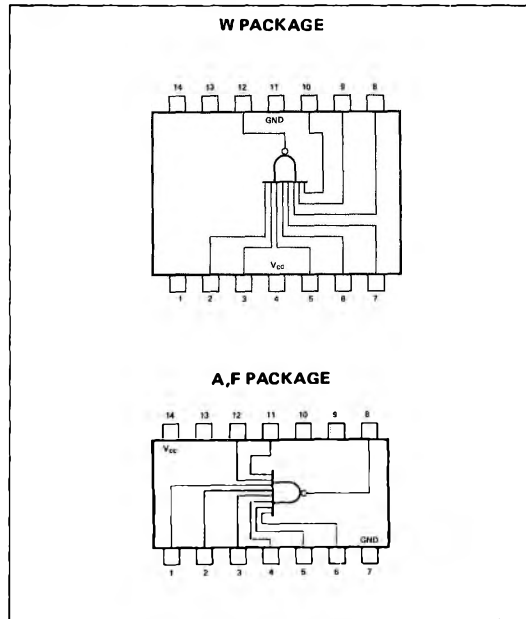 W PACKAGE
14 13 12 11 10 9 8
GND
Vcc
1 2 3 4 5 6 7
A,F PACKAGE
14 13 12 11 10 9 8
Vcc
GND
1 2 3 4 5 6 7